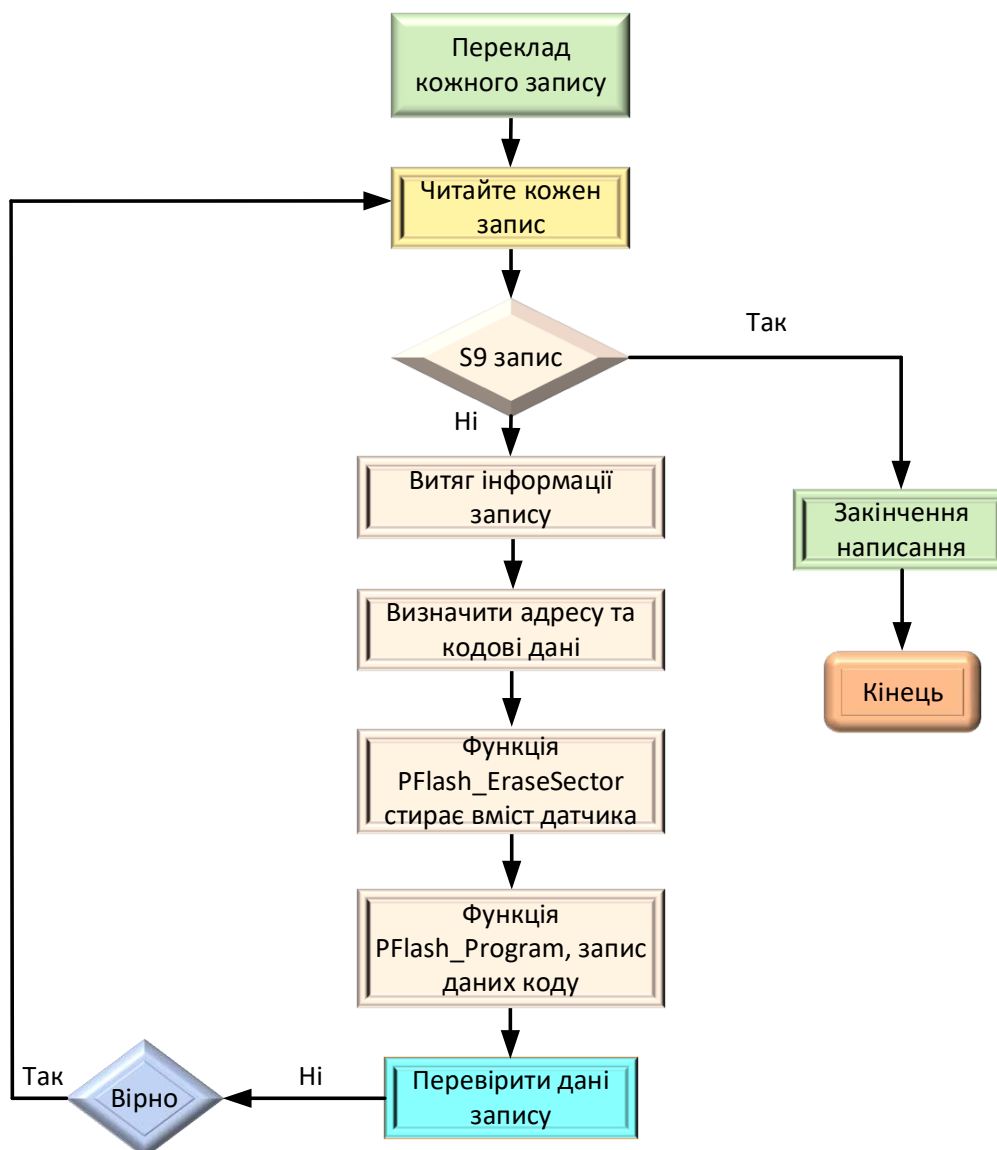 Переклад
кожного запису
Читайте кожен
запис
S9 запис
Так
Ні
Витяг інформації
запису
Закінчення
написання
Визначити адресу та
кодові дані
Кінець
Функція
PFlash_EraseSector
стирає вміст датчика
Функція
PFlash_Program, запис
даних коду
Так
Вірно
Ні
Перевірити дані
запису